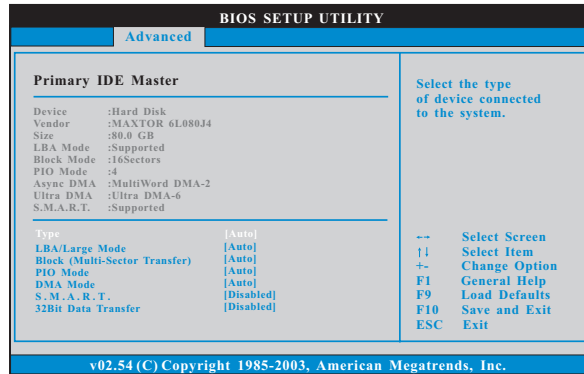 BIOS SETUP UTILITY
Advanced
Primary IDE Master
Device :Hard Disk
Vendor :MAXTOR 6L080J4
Size :80.0 GB
LBA Mode :Supported
Block Mode :16Sectors
PIO Mode :4
Async DMA :MultiWord DMA-2
Ultra DMA :Ultra DMA-6
S.M.A.R.T. :Supported
Type [Auto]
LBA/Large Mode [Auto]
Block (Multi-Sector Transfer) [Auto]
PIO Mode [Auto]
DMA Mode [Auto]
S.M.A.R.T. [Disabled]
32Bit Data Transfer [Disabled]
Select the type
of device connected
to the system.
←→ Select Screen
↑↓ Select Item
+- Change Option
F1 General Help
F9 Load Defaults
F10 Save and Exit
ESC Exit
v02.54 (C) Copyright 1985-2003, American Megatrends, Inc.